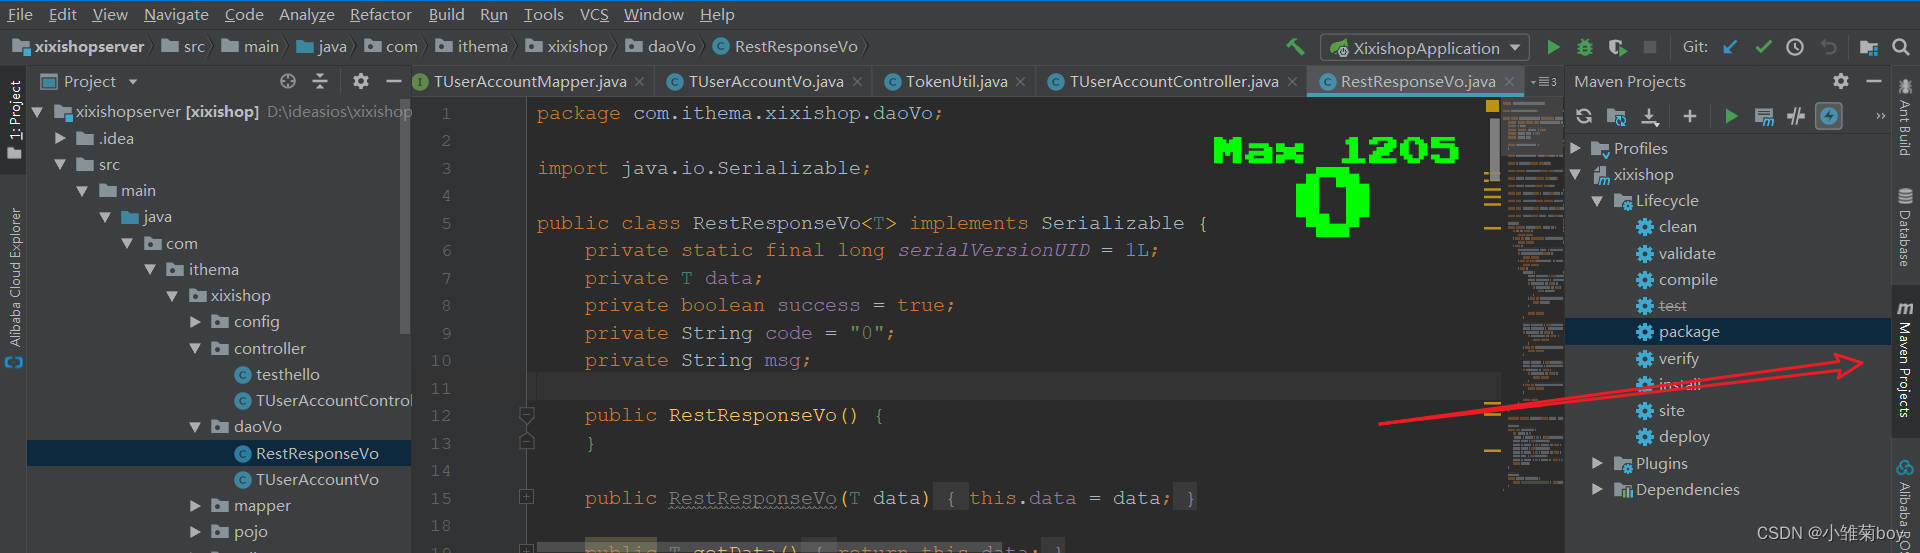 File Edit View Navigate Code Analyze Refactor Build Run Tools VCS Window Help
xixishopserver src main java com ithema xixishop daoVo RestResponseVo XixishopApplication Git:
Project TUserAccountMapper.java TUserAccountVo.java TokenUtil.java TUserAccountController.java RestResponseVo.java 3 Maven Projects
1: Project
Alibaba Cloud Explorer
xixishopserver [xixishop] D:\ideasios\xixishop
.idea
src
main
java
com
ithema
xixishop
config
controller
testhello
TUserAccountContro
daoVo
RestResponseVo
TUserAccountVo
mapper
pojo
1 package com.ithema.xixishop.daoVo;
2
3 import java.io.Serializable;
4
5 public class RestResponseVo<T> implements Serializable {
6 private static final long serialVersionUID = 1L;
7 private T data;
8 private boolean success = true;
9 private String code = "0";
10 private String msg;
11
12 public RestResponseVo() {
13 }
14
15 public RestResponseVo(T data) { this.data = data; }
18
19 public T getData() { return this.data; }
Max 1205
0
Profiles
xixishop
Lifecycle
clean
validate
compile
test
package
verify
install
site
deploy
Plugins
Dependencies
Ant Build
Database
Maven Projects
CSDN @小雏菊boy